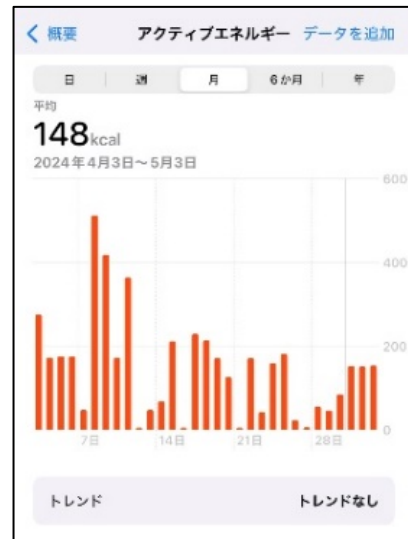 概要 アクティブエネルギー データを追加
日 週 月 6か月 年
平均
148kcal
2024年4月3日～5月3日
600
400
200
0
7日 14日 21日 28日
トレンド トレンドなし